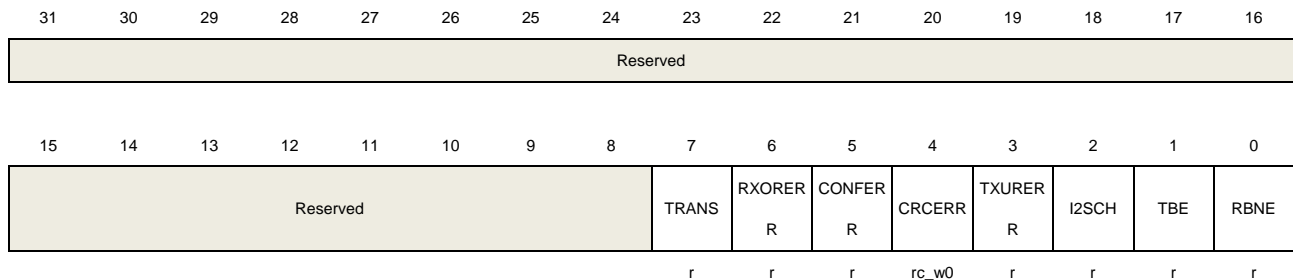 31 30 29 28 27 26 25 24 23 22 21 20 19 18 17 16
Reserved
15 14 13 12 11 10 9 8 7 6 5 4 3 2 1 0
Reserved TRANS RXORER R CONFER R CRCERR TXURER R I2SCH TBE RBNE
r r r rc_w0 r r r r